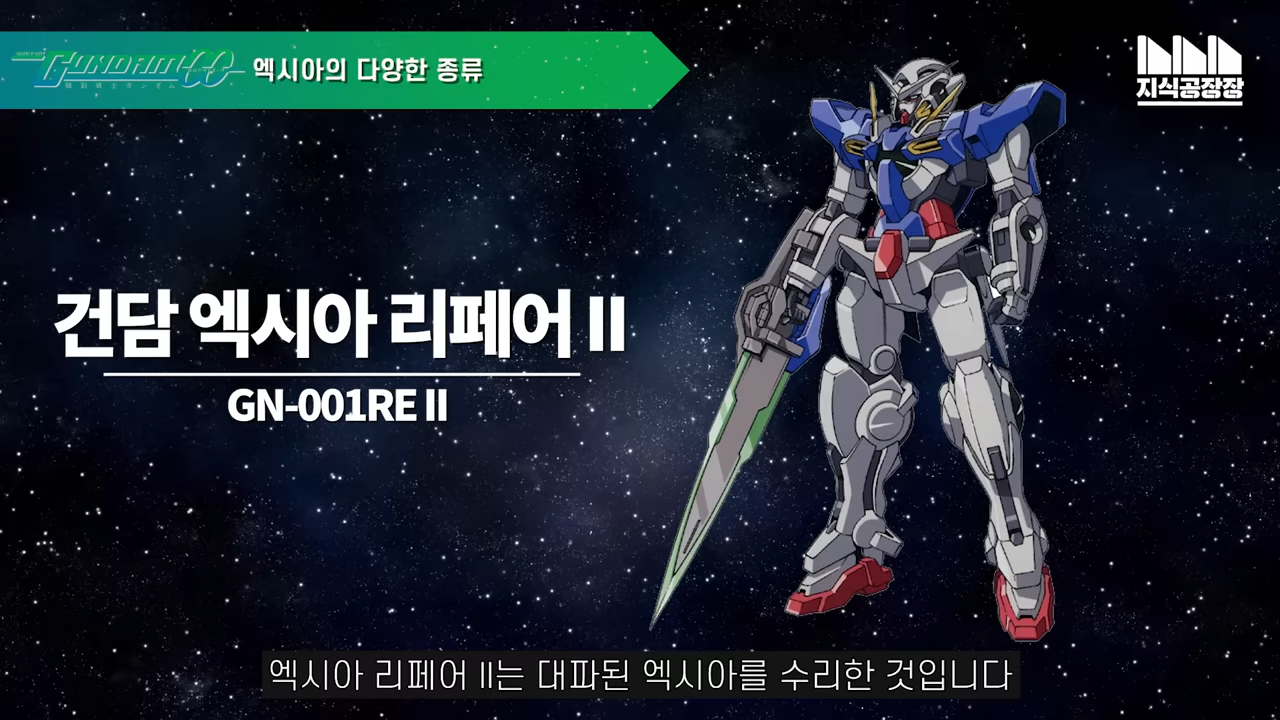 GUNDAM 00
엑시아의 다양한 종류
지식공장장
건담 엑시아 리페어 II
GN-001RE II
엑시아 리페어 II는 대파된 엑시아를 수리한 것입니다